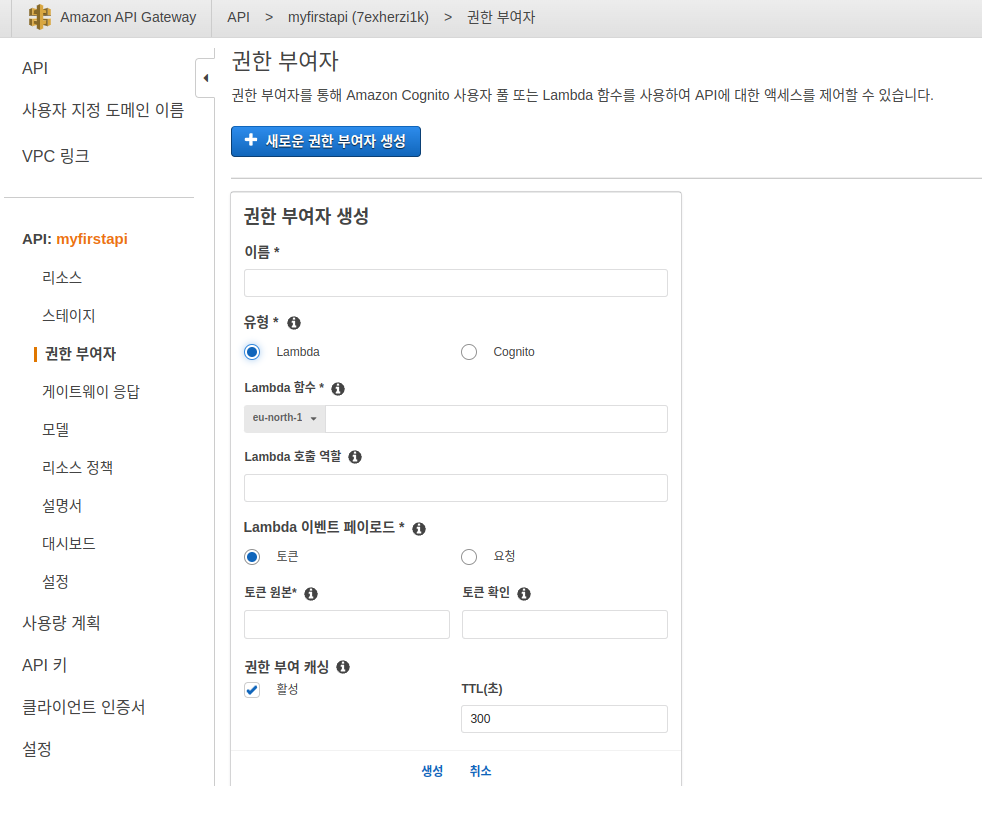 Amazon API Gateway API > myfirstapi (7exherzi1k) > 권한 부여자
API
사용자 지정 도메인 이름
VPC 링크
API: myfirstapi
리소스
스테이지
권한 부여자
게이트웨이 응답
모델
리소스 정책
설명서
대시보드
설정
사용량 계획
API 키
클라이언트 인증서
설정
권한 부여자
권한 부여자를 통해 Amazon Cognito 사용자 풀 또는 Lambda 함수를 사용하여 API에 대한 액세스를 제어할 수 있습니다.
+ 새로운 권한 부여자 생성
권한 부여자 생성
이름 *
유형 *
Lambda Cognito
Lambda 함수 *
eu-north-1
Lambda 호출 역할
Lambda 이벤트 페이로드 *
토큰 요청
토큰 원본* 토큰 확인
권한 부여 캐싱
활성 TTL(초)
300
생성 취소